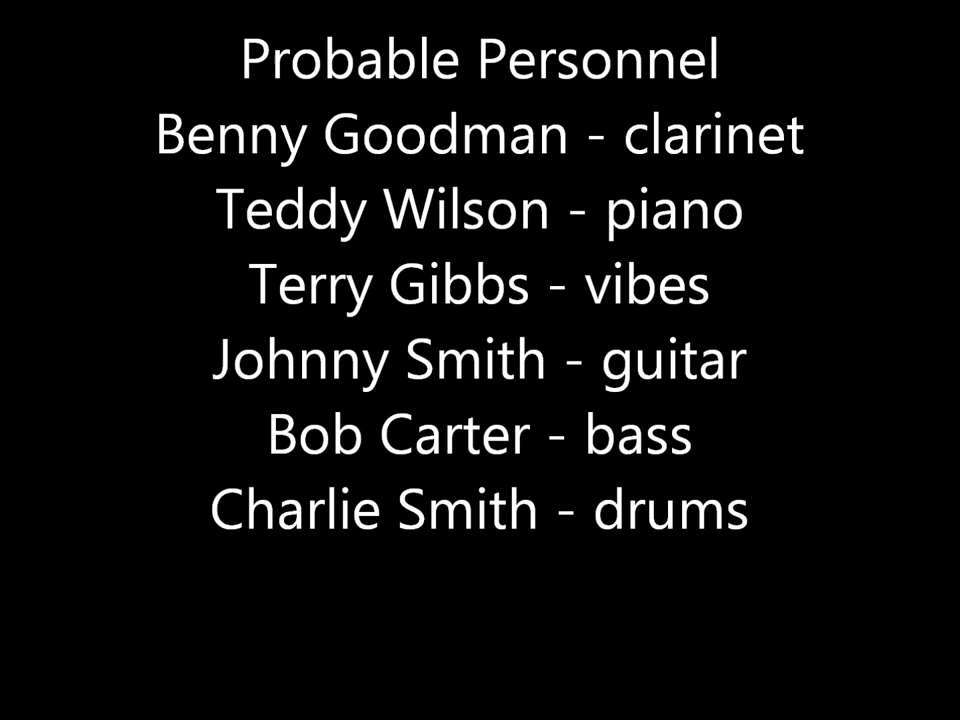 Probable Personnel
Benny Goodman - clarinet
Teddy Wilson - piano
Terry Gibbs - vibes
Johnny Smith - guitar
Bob Carter - bass
Charlie Smith - drums